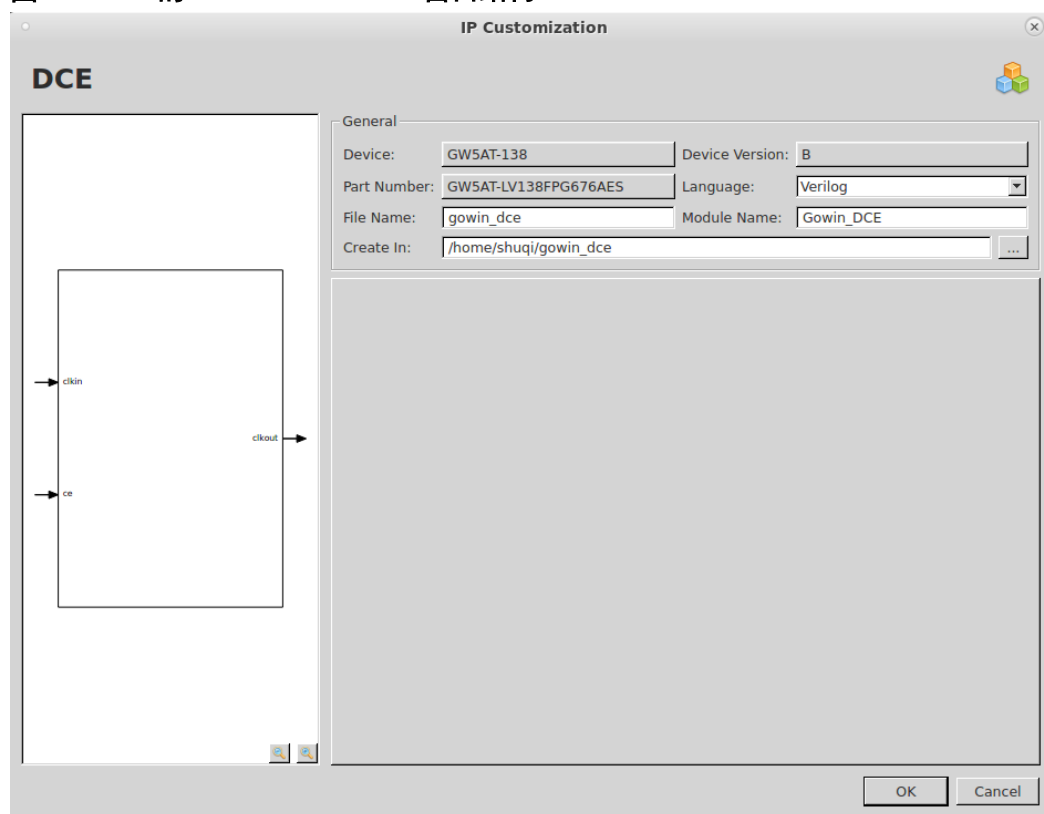 IP Customization
DCE
General
Device: GW5AT-138 Device Version: B
Part Number: GW5AT-LV138FPG676AES Language: Verilog
File Name: gowin_dce Module Name: Gowin_DCE
Create In: /home/shuqi/gowin_dce ...
clkin
clkout
ce
OK Cancel